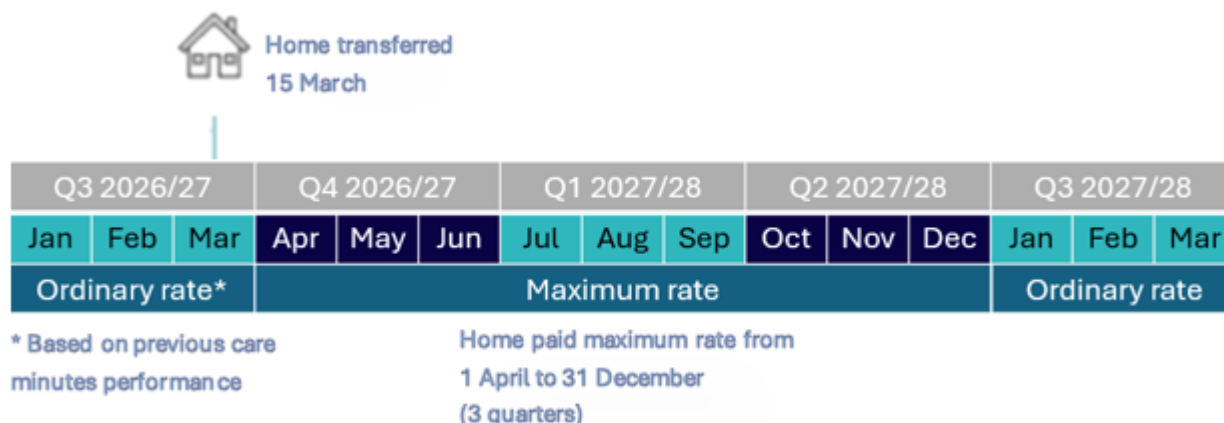 Home transferred
15 March
Q3 2026/27 Q4 2026/27 Q1 2027/28 Q2 2027/28 Q3 2027/28
Jan Feb Mar Apr May Jun Jul Aug Sep Oct Nov Dec Jan Feb Mar
Ordinary rate* Maximum rate Ordinary rate
* Based on previous care
minutes performance
Home paid maximum rate from
1 April to 31 December
(3 quarters)